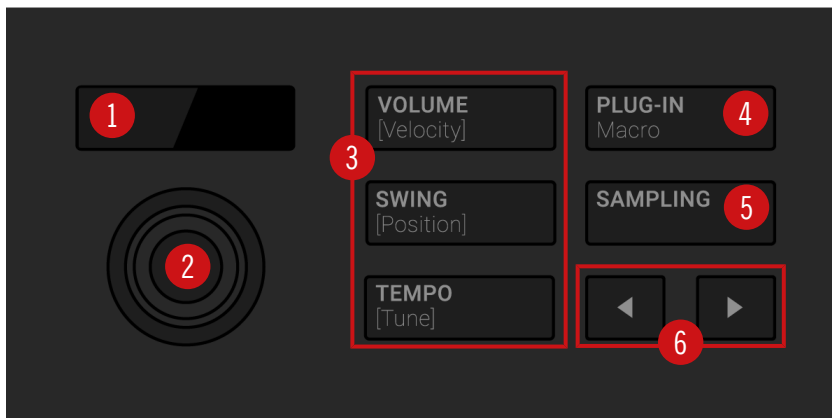 1
2
3
VOLUME
[Velocity]
SWING
[Position]
TEMPO
[Tune]
PLUG-IN
Macro
4
SAMPLING
5
6